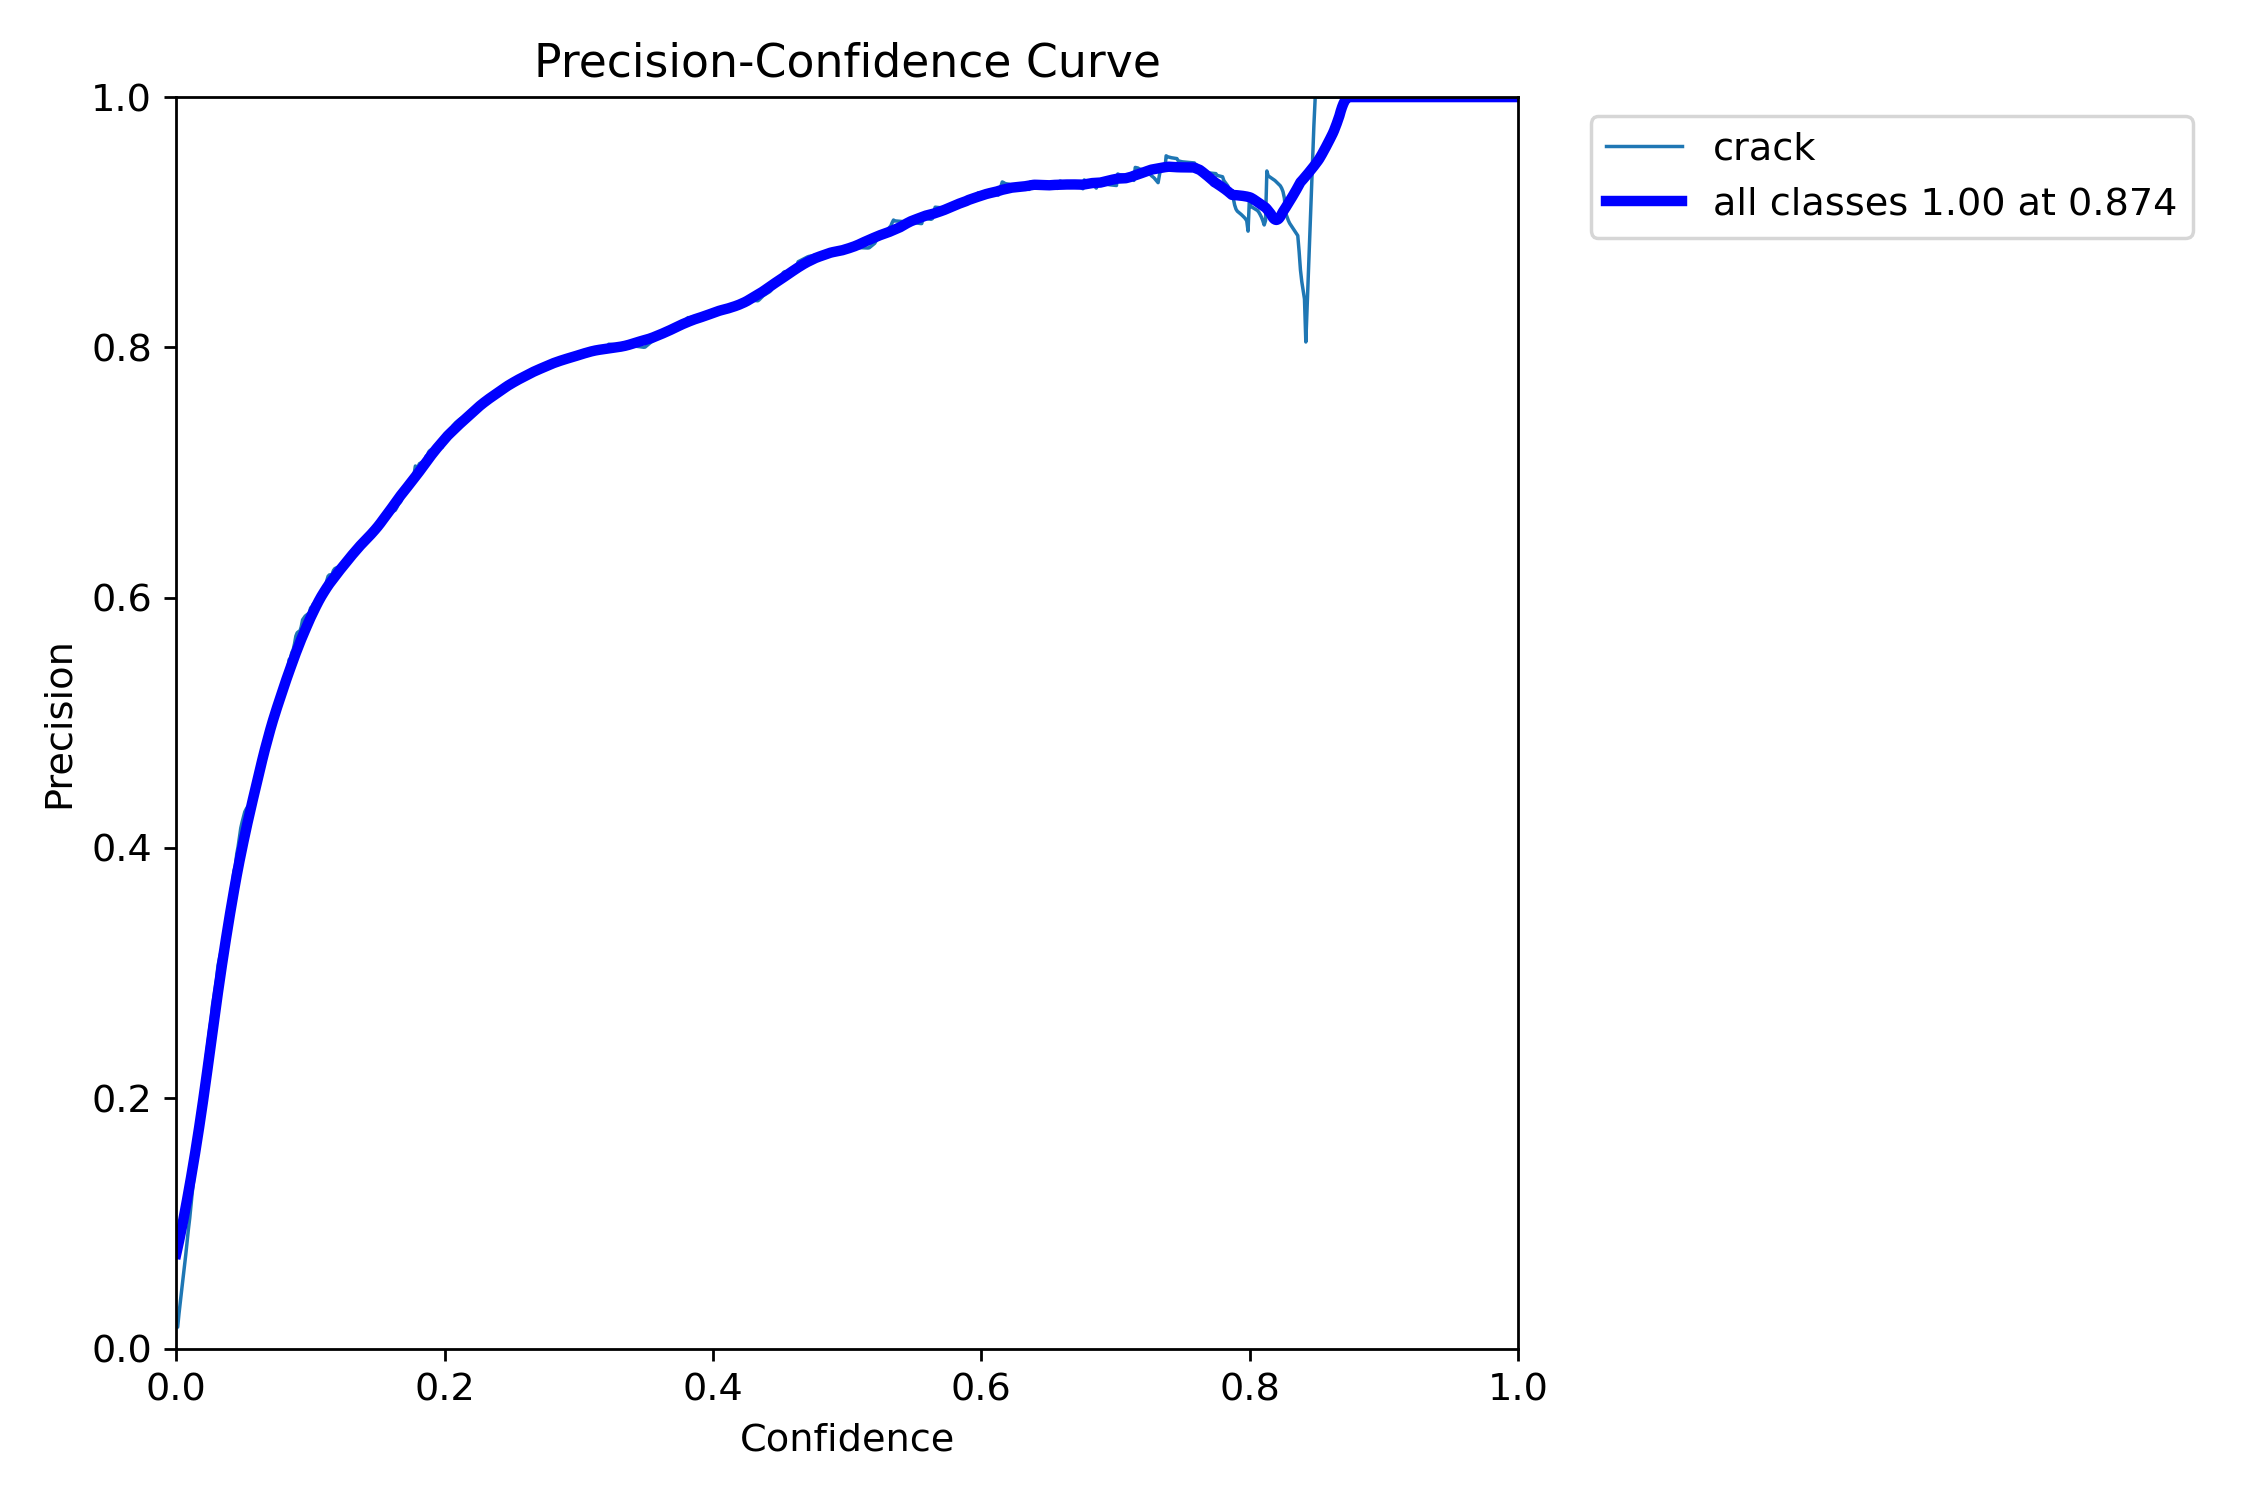 Precision-Confidence Curve
1.0
0.8
0.6
0.4
0.2
0.0
Precision
0.0 0.2 0.4 0.6 0.8 1.0
Confidence
crack
all classes 1.00 at 0.874